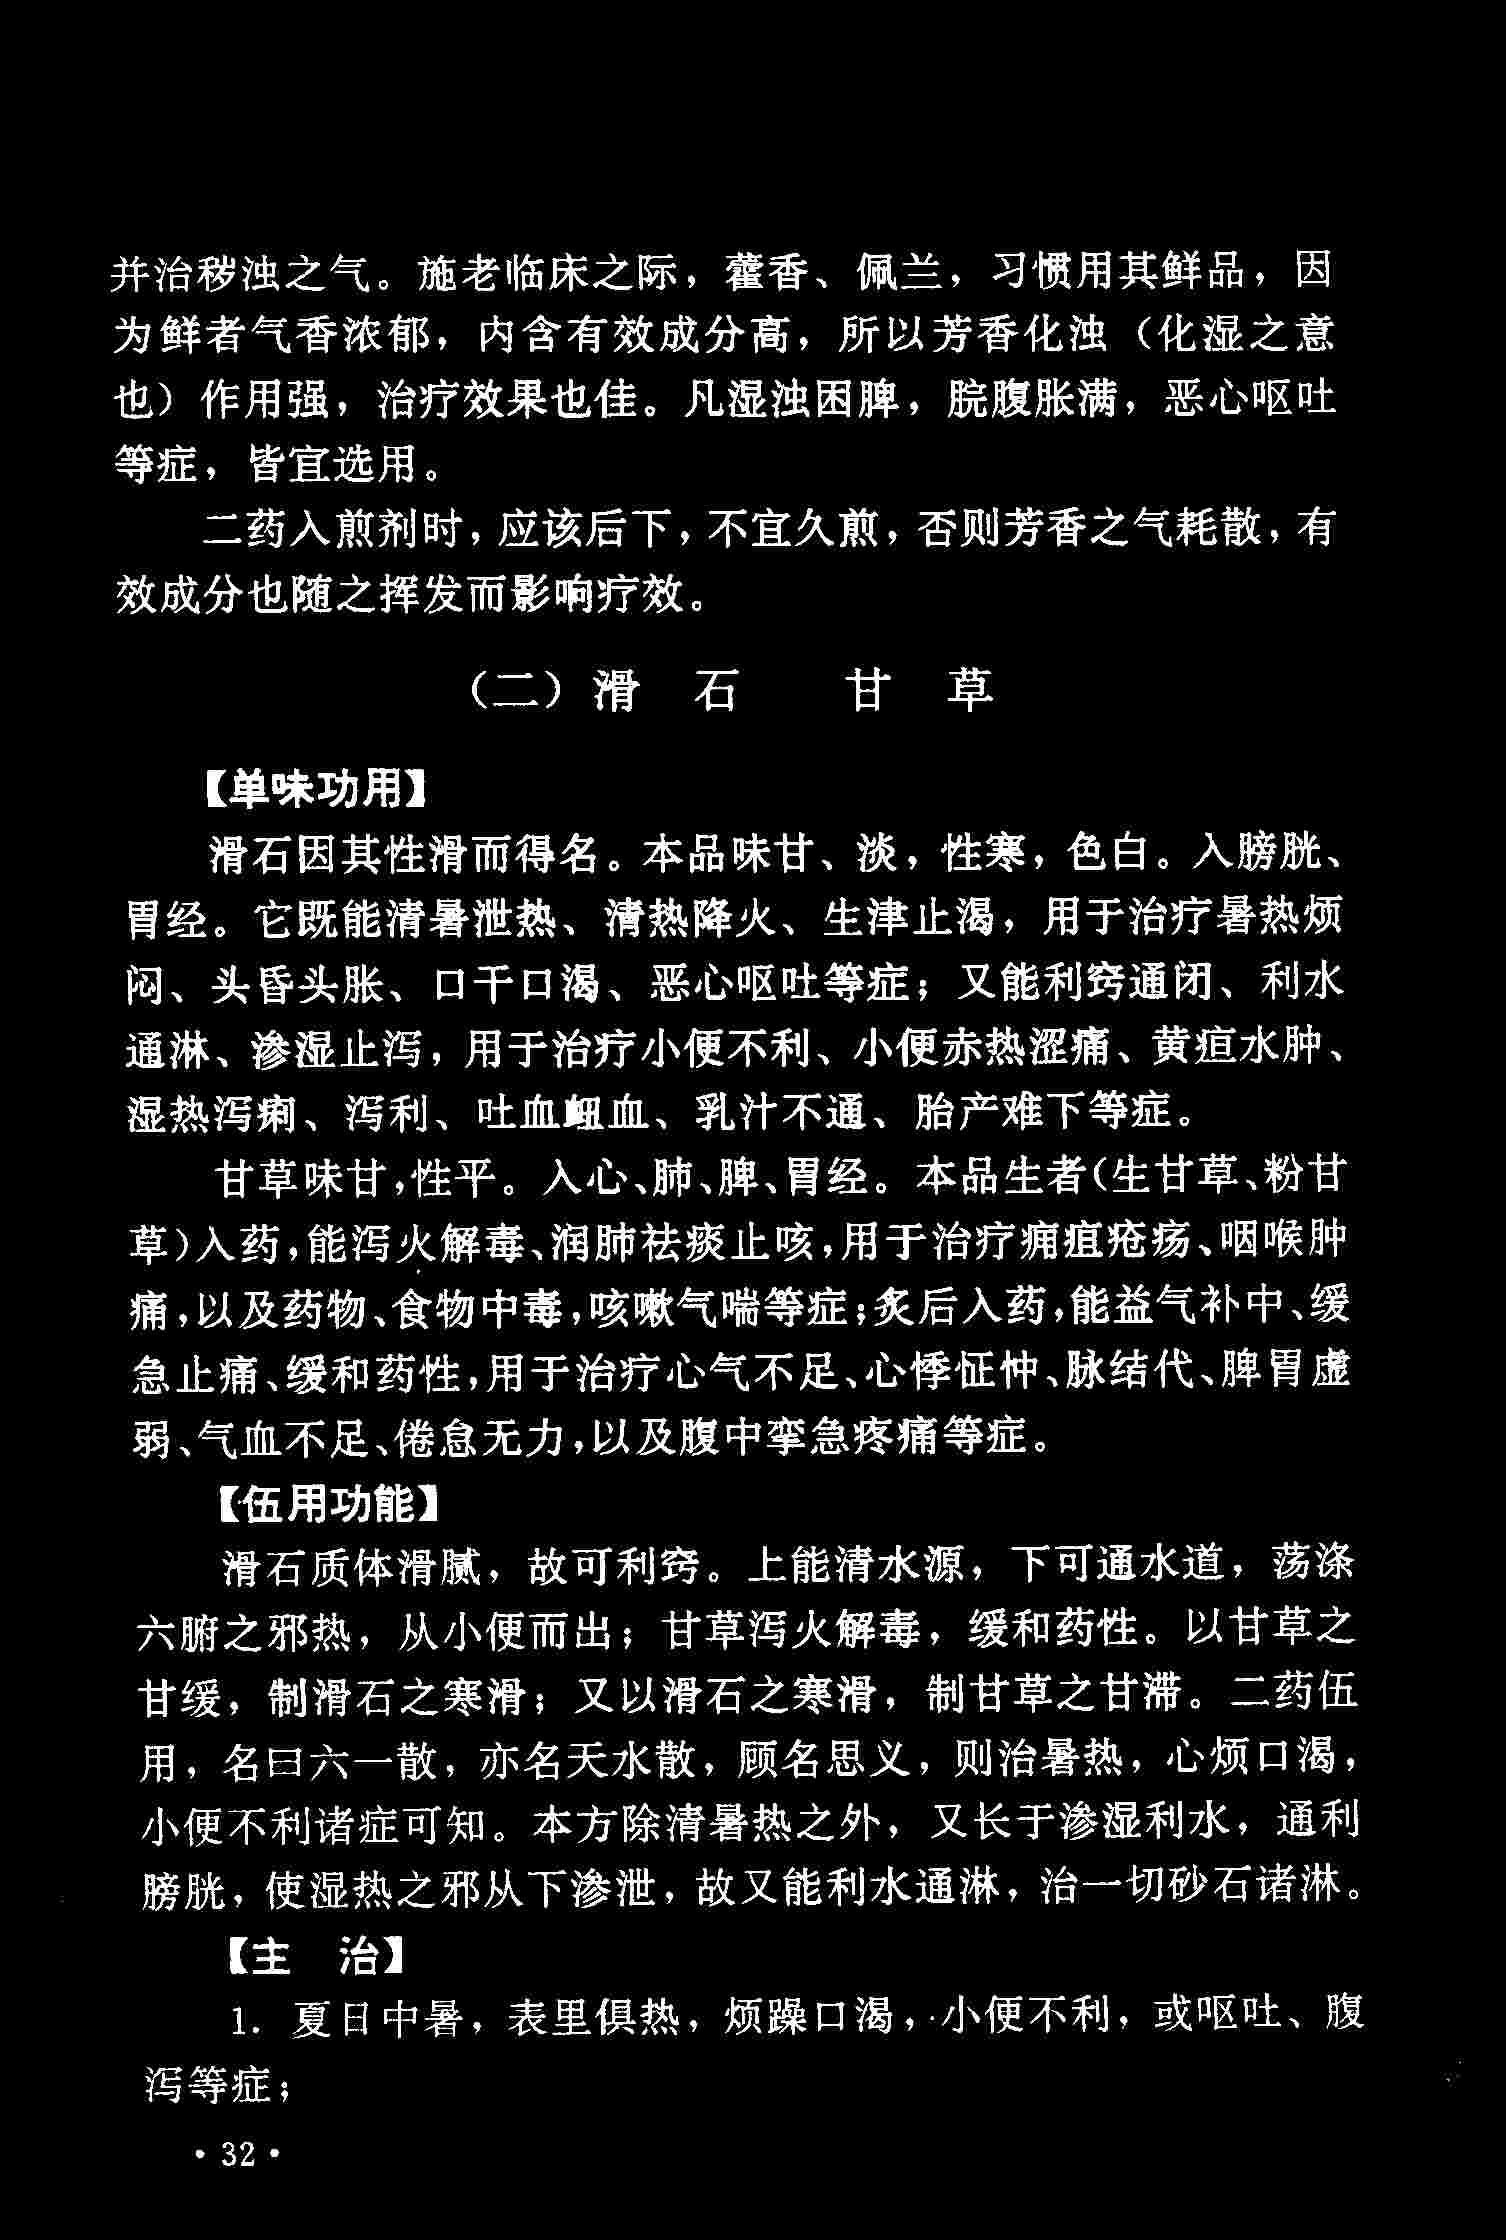 并治秽浊之气。施老临床之际，藿香、佩兰，习惯用其鲜品，因
为鲜者气香浓郁，内含有效成分高，所以芳香化浊（化湿之意
也）作用强，治疗效果也佳。凡湿浊困脾，脘腹胀满，恶心呕吐
等症，皆宜选用。
二药入煎剂时，应该后下，不宜久煎，否则芳香之气耗散，有
效成分也随之挥发而影响疗效。
（二）滑　石　　甘　草
【单味功用】
滑石因其性滑而得名。本品味甘、淡，性寒，色白。入膀胱、
胃经。它既能清暑泄热、清热降火、生津止渴，用于治疗暑热烦
闷、头昏头胀、口干口渴、恶心呕吐等症；又能利窍通闭、利水
通淋、渗湿止泻，用于治疗小便不利、小便赤热涩痛、黄疸水肿、
湿热泻痢、泻利、吐血衄血、乳汁不通、胎产难下等症。
甘草味甘，性平。入心、肺、脾、胃经。本品生者（生甘草、粉甘
草）入药，能泻火解毒、润肺祛痰止咳，用于治疗痈疽疮疡、咽喉肿
痛，以及药物、食物中毒，咳嗽气喘等症；炙后入药，能益气补中、缓
急止痛、缓和药性，用于治疗心气不足、心悸怔忡、脉结代、脾胃虚
弱、气血不足、倦怠无力，以及腹中挛急疼痛等症。
【伍用功能】
滑石质体滑腻，故可利窍。上能清水源，下可通水道，荡涤
六腑之邪热，从小便而出；甘草泻火解毒，缓和药性。以甘草之
甘缓，制滑石之寒滑；又以滑石之寒滑，制甘草之甘滞。二药伍
用，名曰六一散，亦名天水散，顾名思义，则治暑热，心烦口渴，
小便不利诸症可知。本方除清暑热之外，又长于渗湿利水，通利
膀胱，使湿热之邪从下渗泄，故又能利水通淋，治一切砂石诸淋。
【主　治】
1. 夏日中暑，表里俱热，烦躁口渴，小便不利，或呕吐、腹
泻等症；
·32·